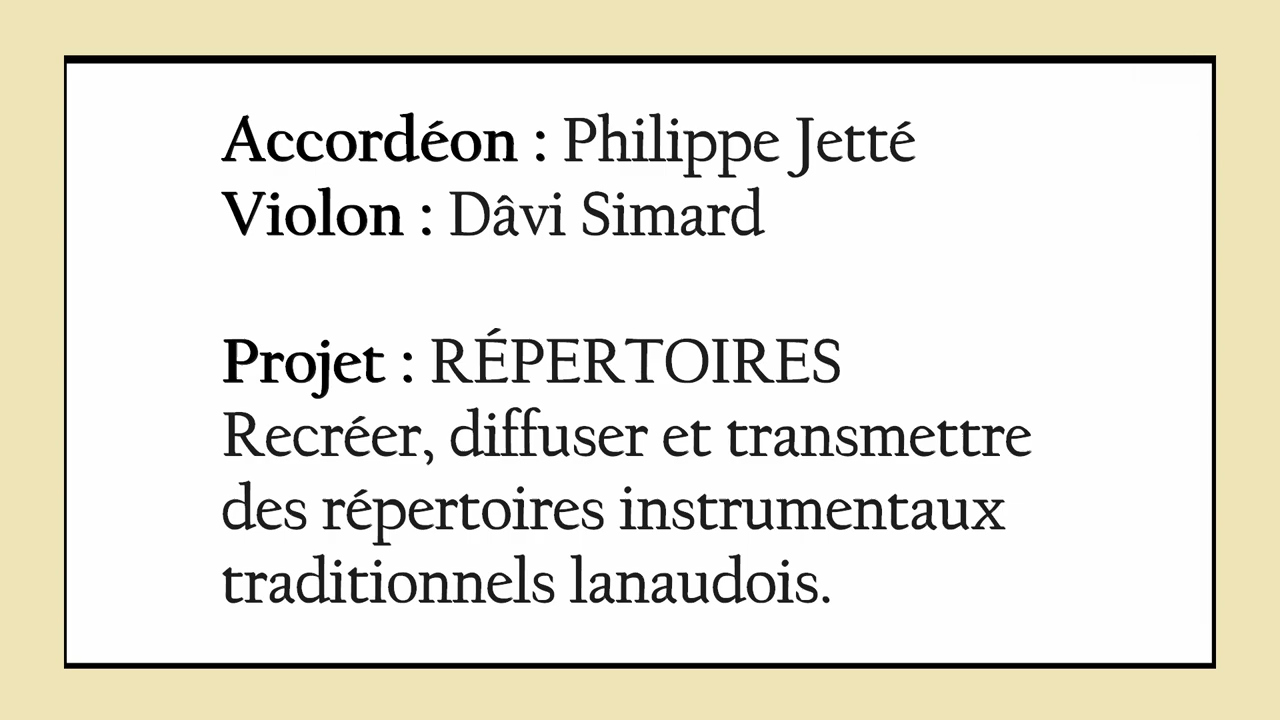 Accordéon : Philippe Jetté
Violon : Dâvi Simard
Projet : RÉPERTOIRES
Recréer, diffuser et transmettre
des répertoires instrumentaux
traditionnels lanaudois.